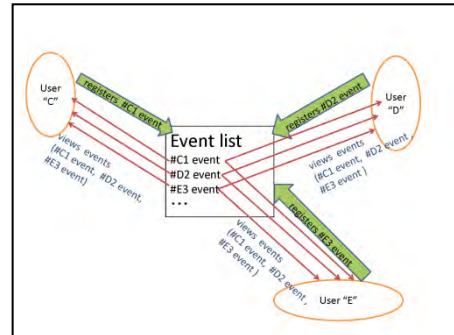 User
"C"
registers #C1 event
registers #D2 event
User
"D"
Event list
#C1 event
#D2 event
#E3 event
...
views events
(#C1 event, #D2 event,
#E3 event)
views events
(#C1 event, #D2 event,
#E3 event )
registers #E3 event
views events
(#C1 event, #D2 event ,
#E3 event )
User "E"